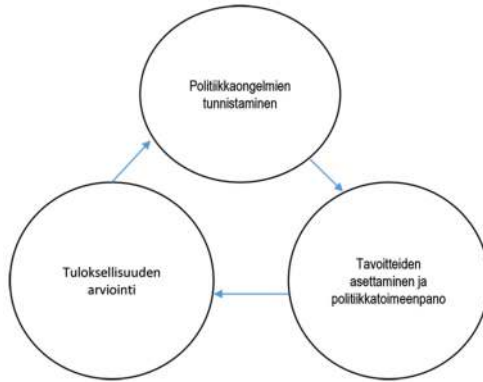 Politiikkaongelmien
tunnistaminen
Tuloksellisuuden
arviointi
Tavoitteiden
asettaminen ja
politiikkatoimeenpano